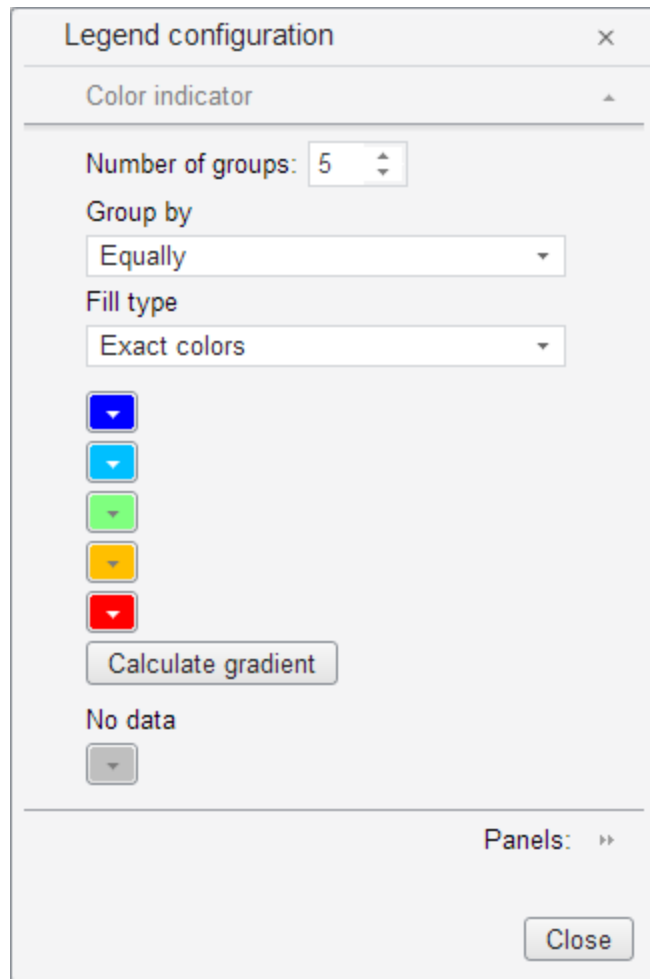 Legend configuration
Color indicator
Number of groups: 5
Group by
Equally
Fill type
Exact colors
Calculate gradient
No data
Panels:
Close